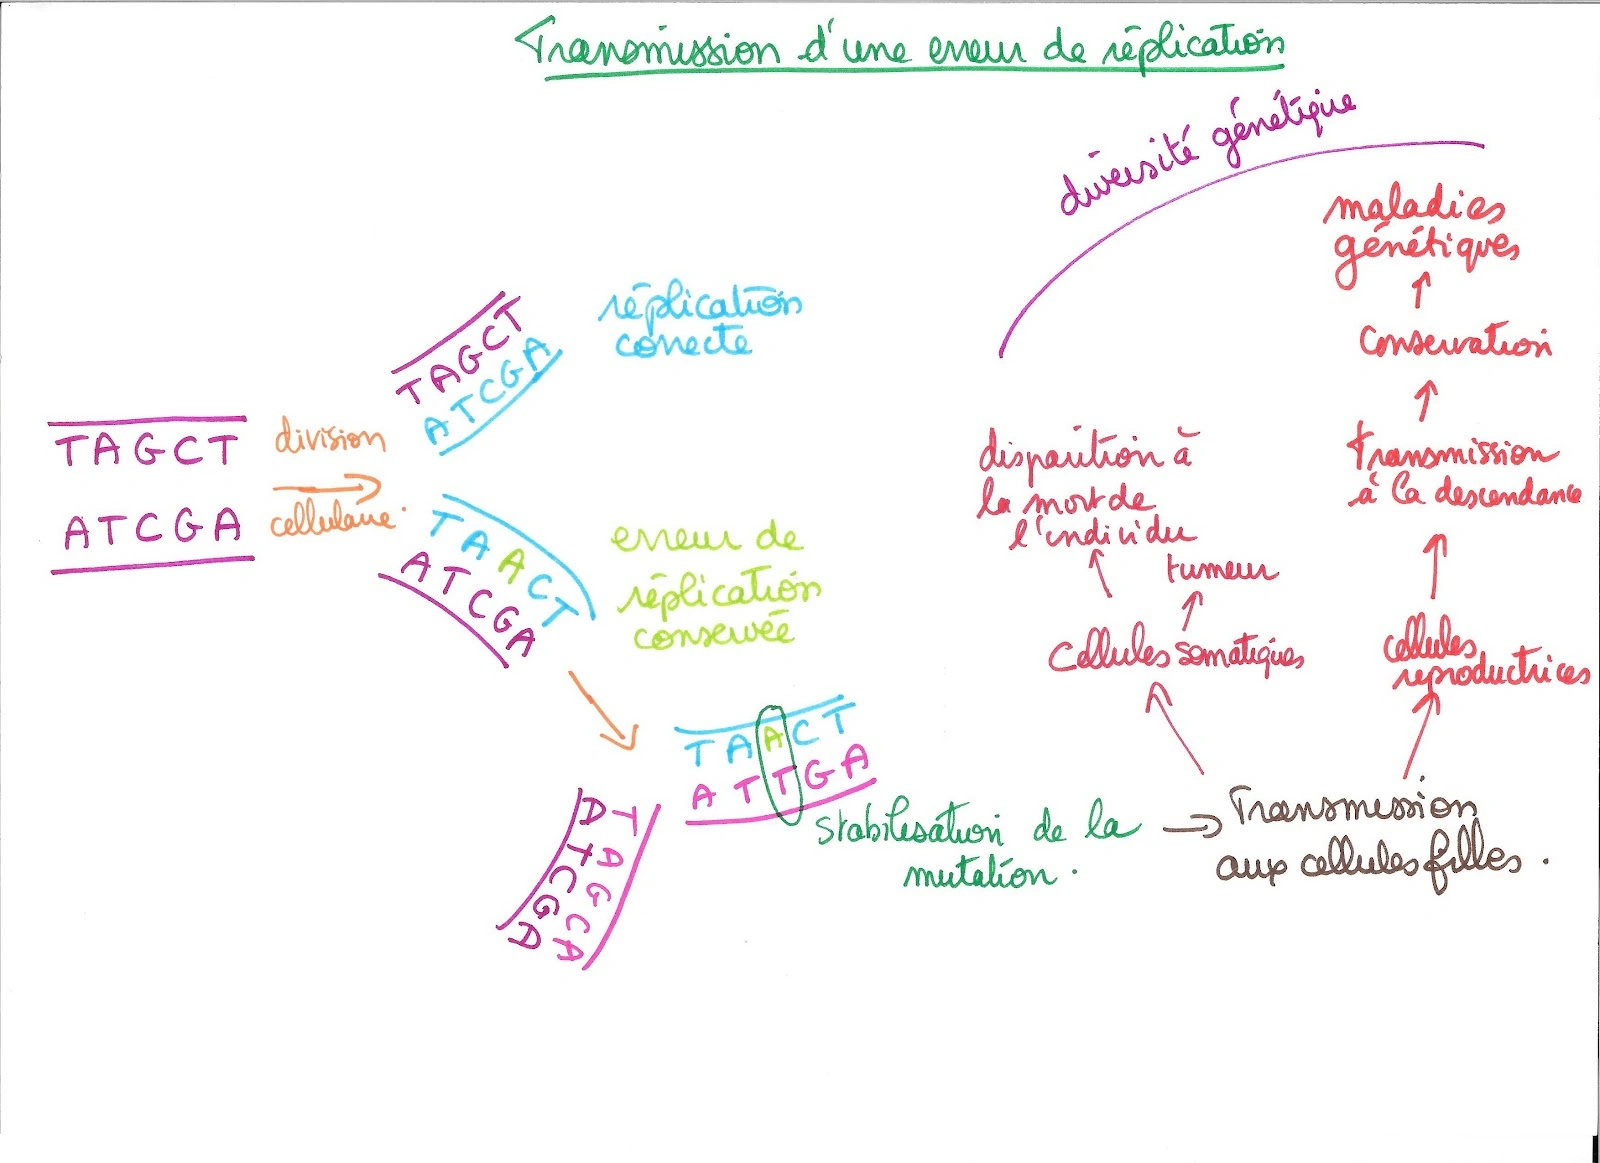 Transmission d'une erreur de réplication
diversité génétique
maladies
génétiques
conservation
transmission
à la descendance
cellules
reproductrices
disparition à
la mort de
l'individu
tumeur
cellules somatiques
TAGCT
ATCGA
réplication
correcte
TAGCT
ATCGA
division
cellulaire.
TAACT
ATCGA
erreur de
réplication
conservée
TAACT
ATTGA
TAGCA
ATCGA
stabilisation de la
mutation.
Transmission
aux cellules filles.